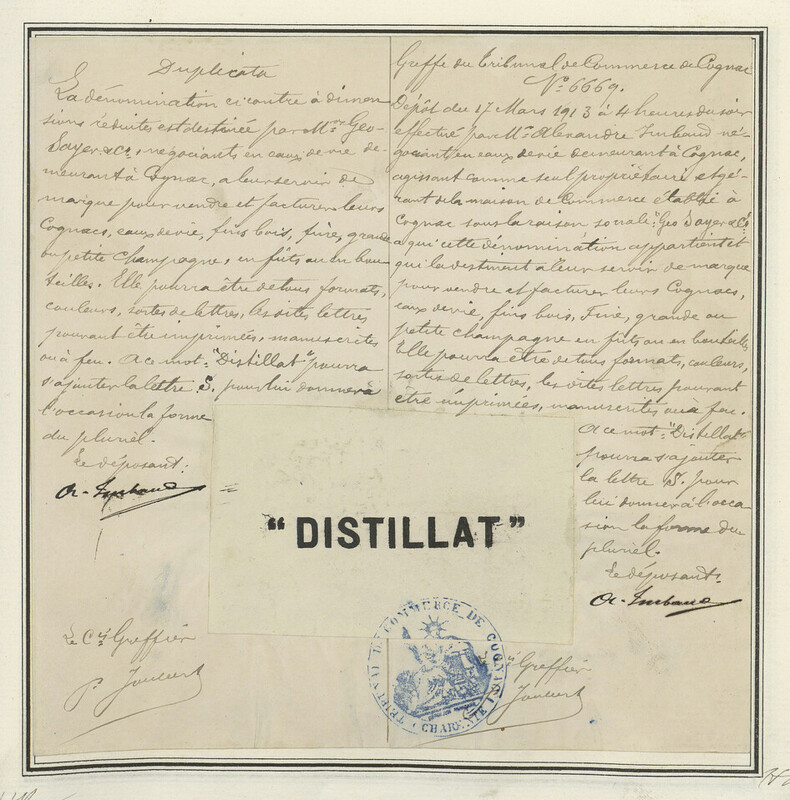 Duplicata
La dénomination ci contre à dimen-
sions réduites est destinée par Mrs Geo-
Sayer & Co, négociants en eaux de vie de-
meurant à Cognac, a leur servir de
marque pour vendre et facturer leurs
Cognacs, eaux de vie, fins bois, fine, grande
ou petite champagne, en fûts ou en bou-
teilles. Elle pourra être de tous formats,
couleurs, sortes de lettres, les dites lettres
pouvant être imprimées, manuscrites
ou à feu. A ce mot "Distillat" pourra
s'ajouter la lettre S. pour lui donner à
l'occasion la forme
du pluriel.
Le déposant:
A. Imbaud
Le Cis Greffier
P. Joubert
Greffe du Tribunal de Commerce de Cognac
No 6669.
Dépôt du 17 Mars 1913 à 4 heures du soir
effectué par Mr Alexandre Imbaud né-
gociant en eaux de vie demeurant à Cognac,
agissant comme seul propriétaire et gé-
rant de la maison de Commerce établie à
Cognac sous la raison sociale "Geo Sayer & Co
a qui cette dénomination appartient et
qui la destinent a leur servir de marque
pour vendre et facturer leurs Cognacs,
eaux de vie, fins bois, Fine, grande ou
petite champagne en fûts ou en bouteilles
Elle pourra être de tous formats, couleurs,
sortes de lettres, les dites lettres pouvant
être imprimées, manuscrites ou à feu.
A ce mot "Distillat"
pourra s'ajouter
la lettre S. pour
lui donner à l'occa-
sion la forme du
pluriel.
Le déposant:
A. Imbaud
Greffier
Joubert
"DISTILLAT"
TRIBUNAL DE COMMERCE DE COGNAC
CHARENTE